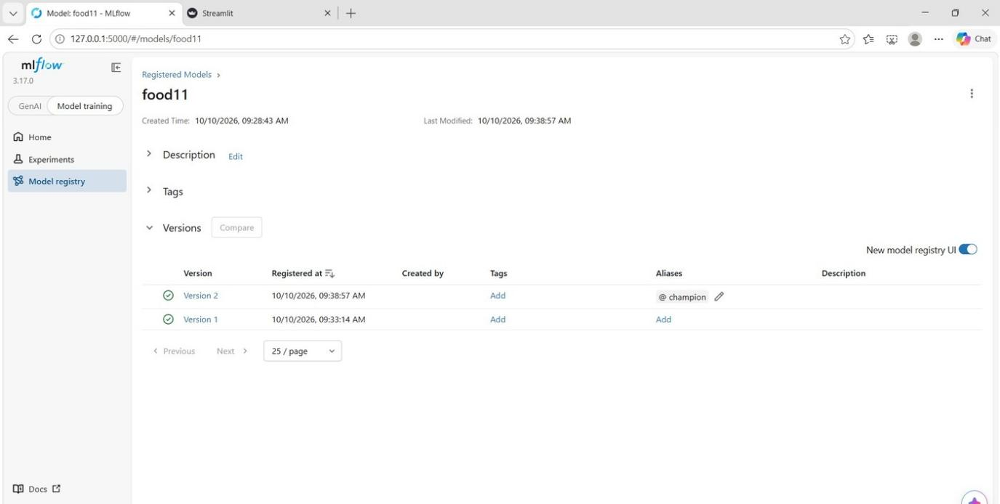 Model: food11 - MLflow
Streamlit
127.0.0.1:5000/#/models/food11
Chat
mlflow
3.17.0
GenAI Model training
Home
Experiments
Model registry
Docs
Registered Models
food11
Created Time: 10/10/2026, 09:28:43 AM Last Modified: 10/10/2026, 09:38:57 AM
Description Edit
Tags
Versions Compare
New model registry UI
Version Registered at Created by Tags Aliases Description
Version 2 10/10/2026, 09:38:57 AM Add @ champion
Version 1 10/10/2026, 09:33:14 AM Add Add
Previous Next 25 / page